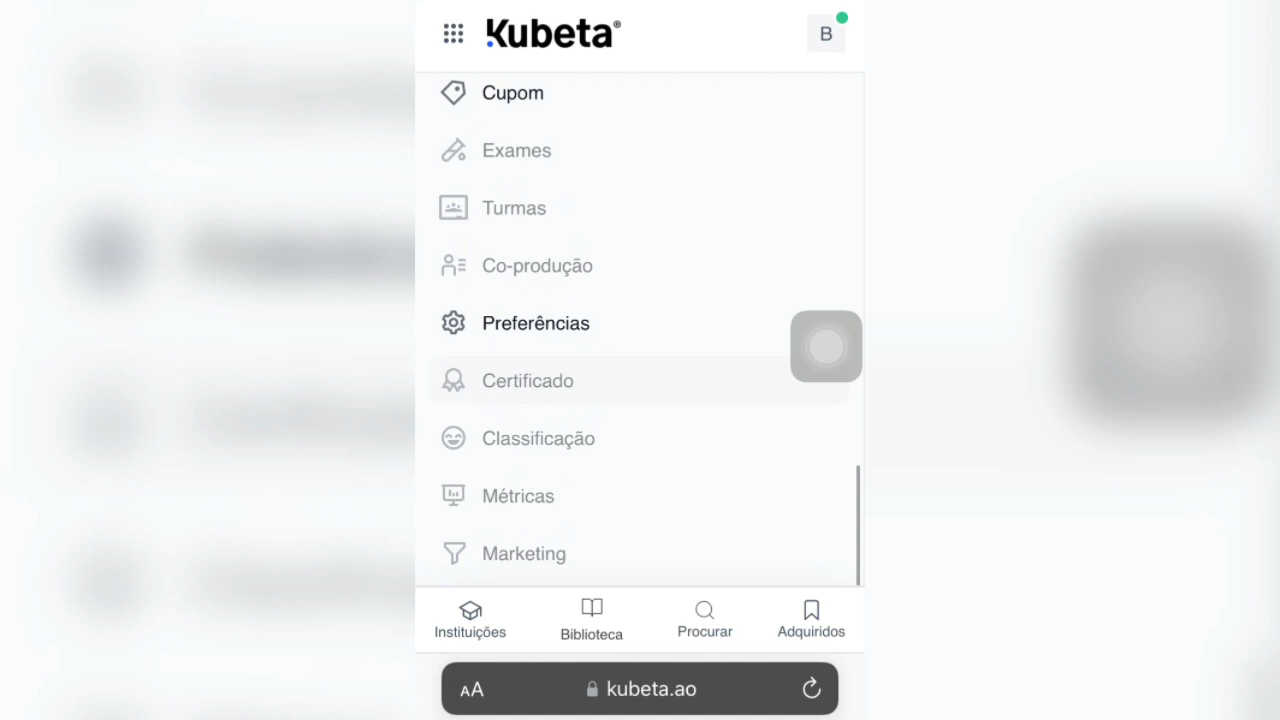 Kubeta®
B
Cupom
Exames
Turmas
Co-produção
Preferências
Certificado
Classificação
Métricas
Marketing
Instituições
Biblioteca
Procurar
Adquiridos
AA
kubeta.ao